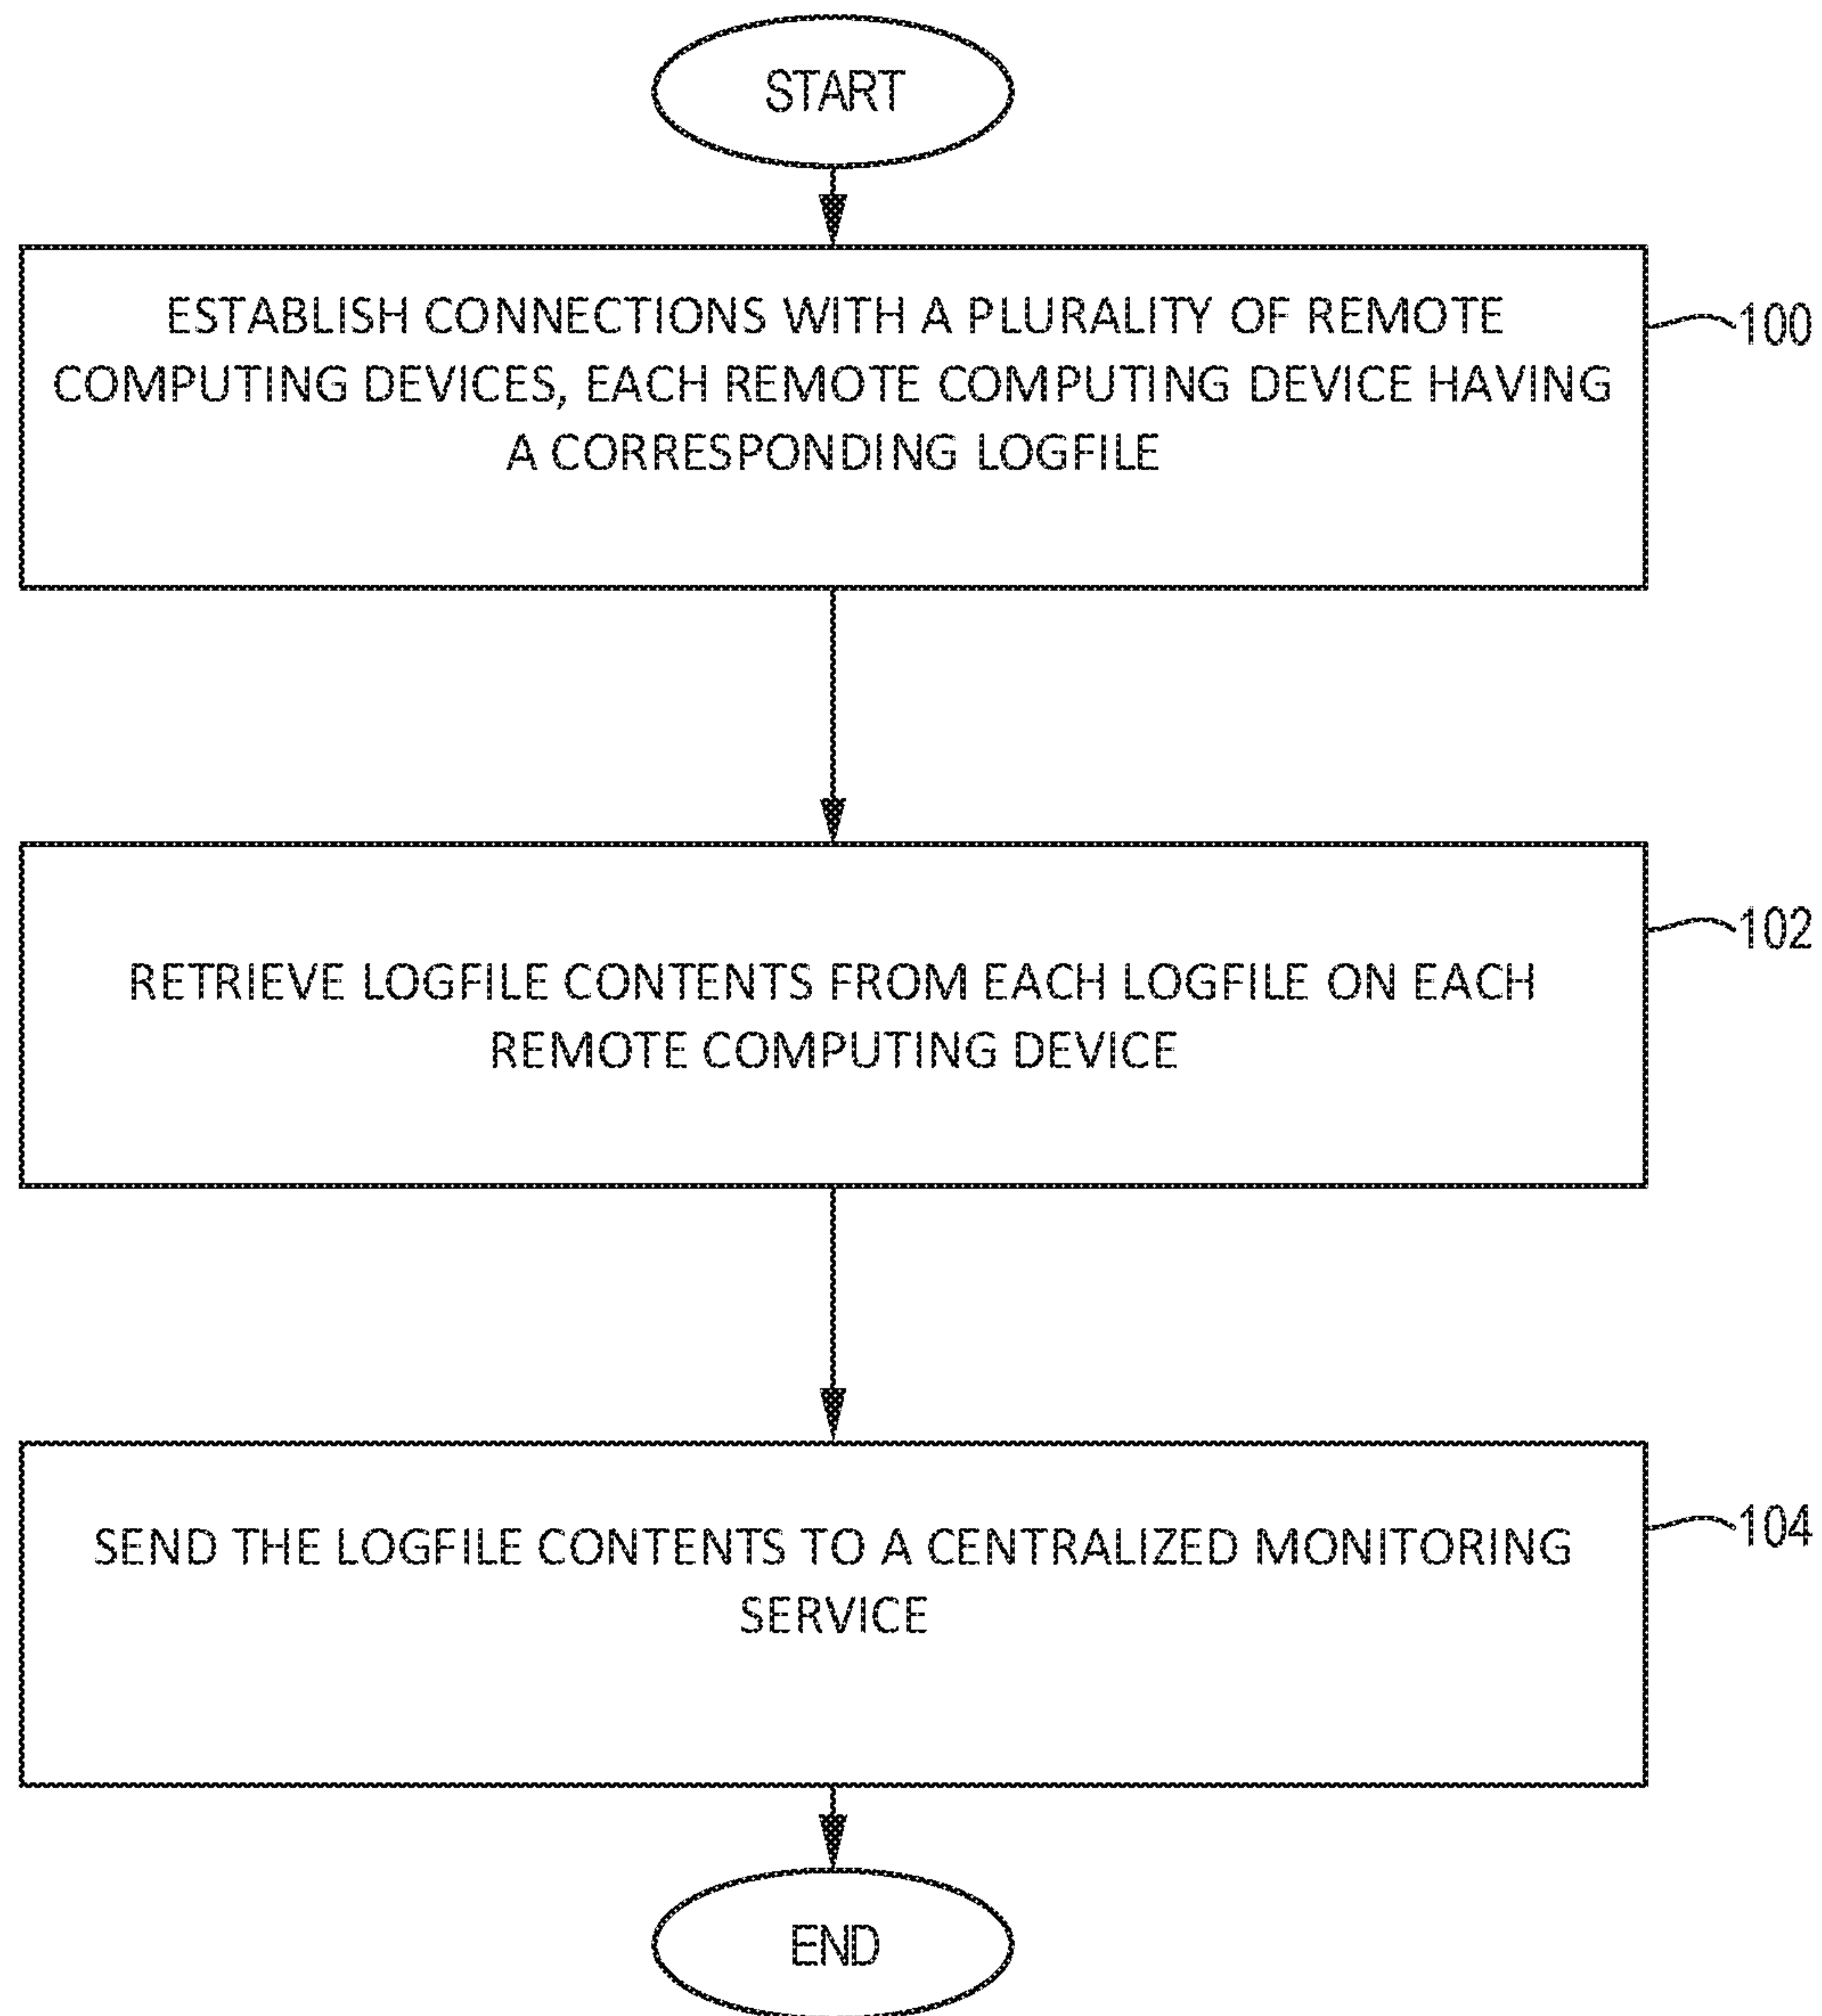 START
ESTABLISH CONNECTIONS WITH A PLURALITY OF REMOTE
COMPUTING DEVICES, EACH REMOTE COMPUTING DEVICE HAVING
A CORRESPONDING LOGFILE
100
RETRIEVE LOGFILE CONTENTS FROM EACH LOGFILE ON EACH
REMOTE COMPUTING DEVICE
102
SEND THE LOGFILE CONTENTS TO A CENTRALIZED MONITORING
SERVICE
104
END